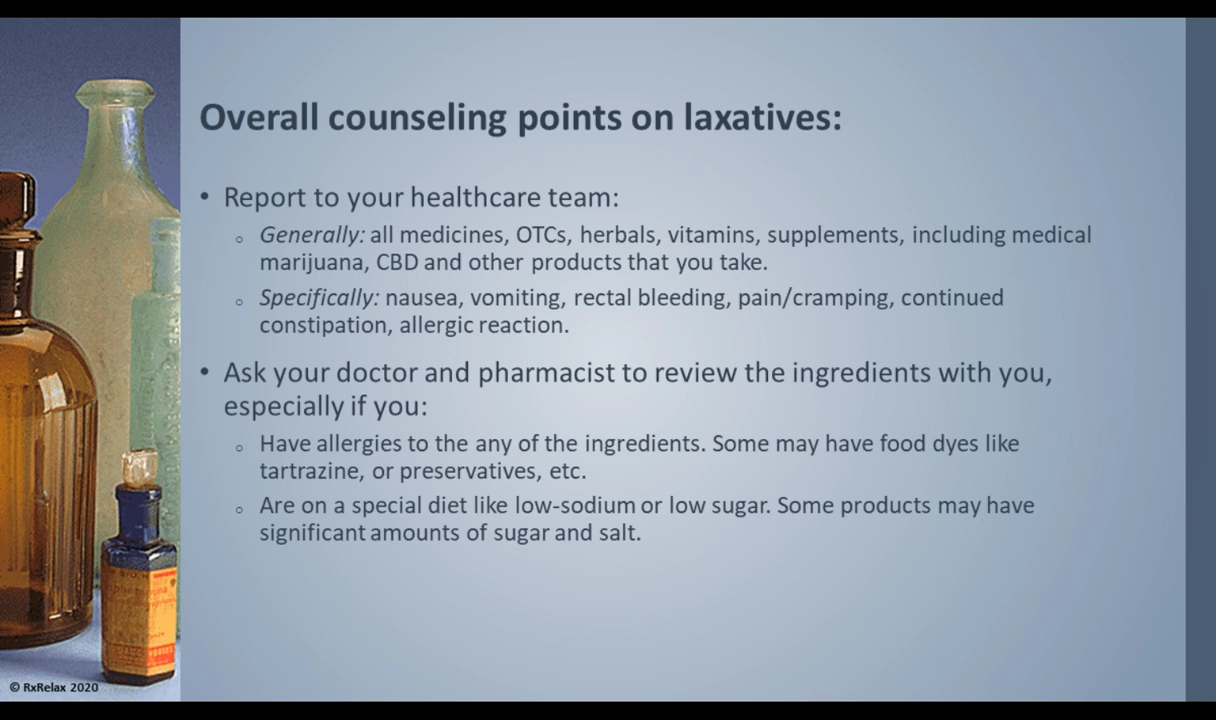 Overall counseling points on laxatives:
• Report to your healthcare team:
o Generally: all medicines, OTCs, herbals, vitamins, supplements, including medical
marijuana, CBD and other products that you take.
o Specifically: nausea, vomiting, rectal bleeding, pain/cramping, continued
constipation, allergic reaction.
• Ask your doctor and pharmacist to review the ingredients with you,
especially if you:
o Have allergies to the any of the ingredients. Some may have food dyes like
tartrazine, or preservatives, etc.
o Are on a special diet like low-sodium or low sugar. Some products may have
significant amounts of sugar and salt.
© RxRelax 2020